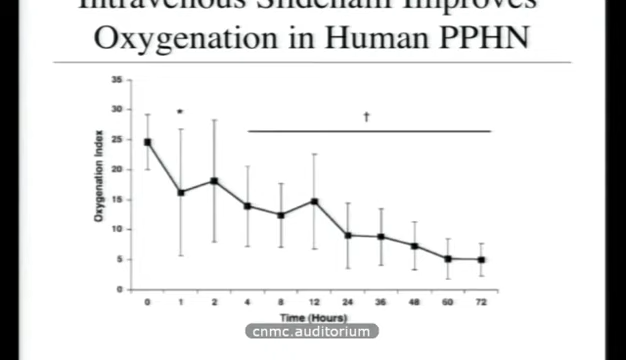 Intravenous Sildenafil Improves
Oxygenation in Human PPHN
35
30
25
20
15
10
5
0
Oxygenation Index
*
†
0 1 2 4 8 12 24 36 48 60 72
Time (Hours)
cnmc.auditorium